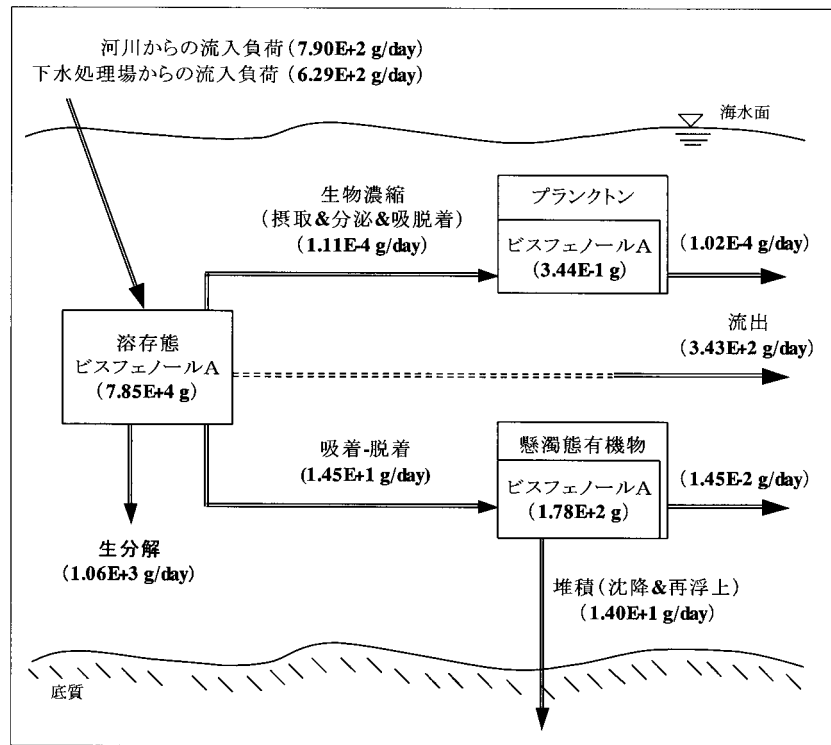 河川からの流入負荷(7.90E+2 g/day)
下水処理場からの流入負荷(6.29E+2 g/day)
海水面
生物濃縮
(摂取&分泌&吸脱着)
(1.11E-4 g/day)
プランクトン
ビスフェノールA
(3.44E-1 g)
(1.02E-4 g/day)
流出
(3.43E+2 g/day)
溶存態
ビスフェノールA
(7.85E+4 g)
吸着-脱着
(1.45E+1 g/day)
懸濁態有機物
ビスフェノールA
(1.78E+2 g)
(1.45E-2 g/day)
生分解
(1.06E+3 g/day)
堆積(沈降&再浮上)
(1.40E+1 g/day)
底質